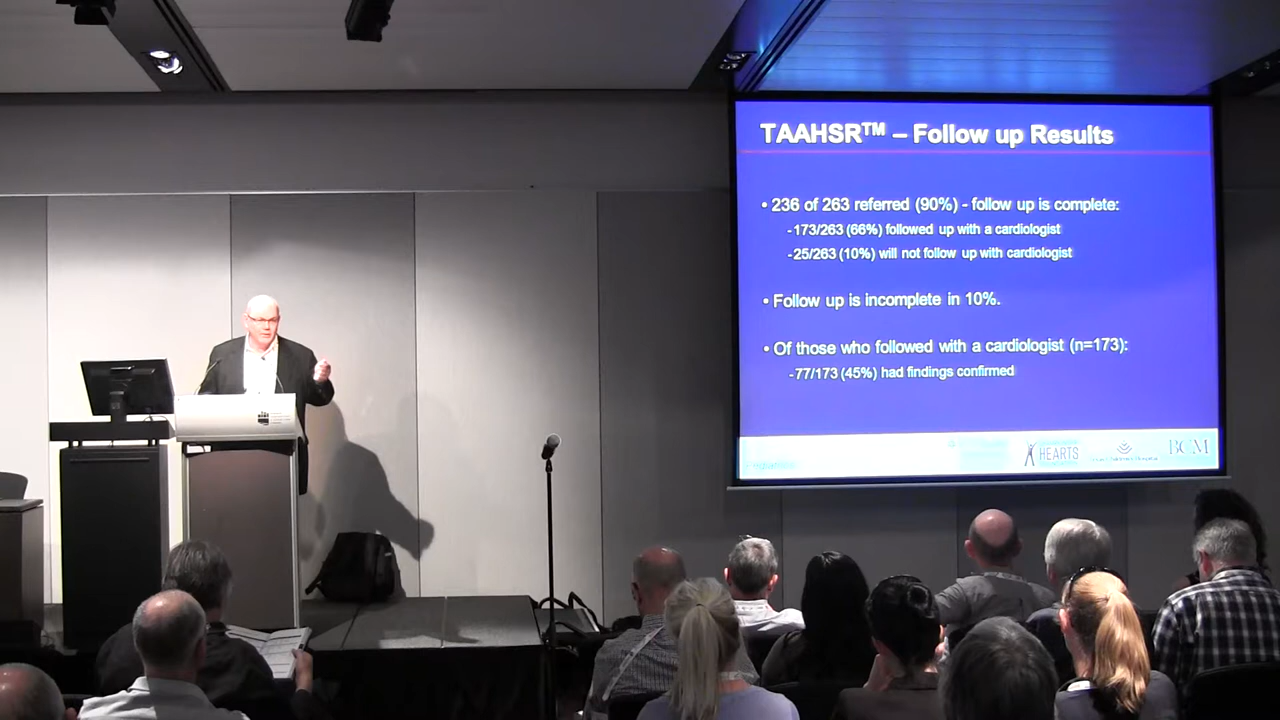 TAAHSR™ – Follow up Results
• 236 of 263 referred (90%) - follow up is complete:
-173/263 (66%) followed up with a cardiologist
-25/263 (10%) will not follow up with cardiologist
• Follow up is incomplete in 10%.
• Of those who followed with a cardiologist (n=173):
-77/173 (45%) had findings confirmed
HEARTS
BCM